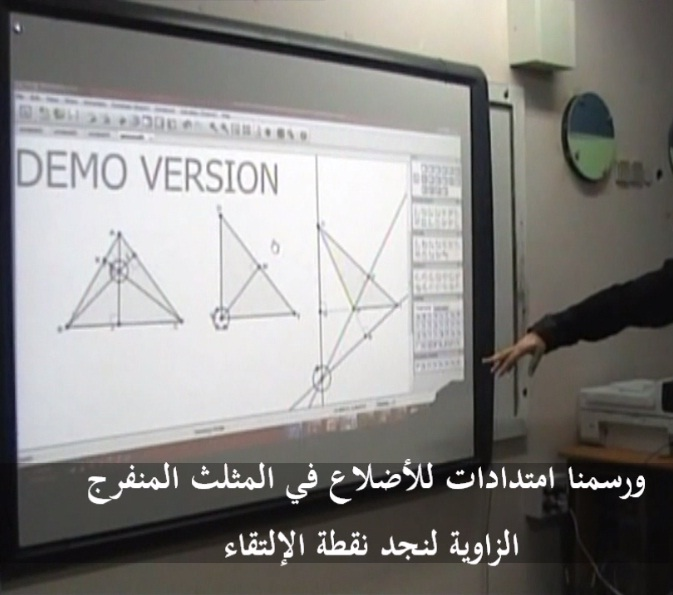 DEMO VERSION
ورسمنا امتدادات للأضلاع في المثلث المنفرج
الزاوية لنجد نقطة الإلتقاء